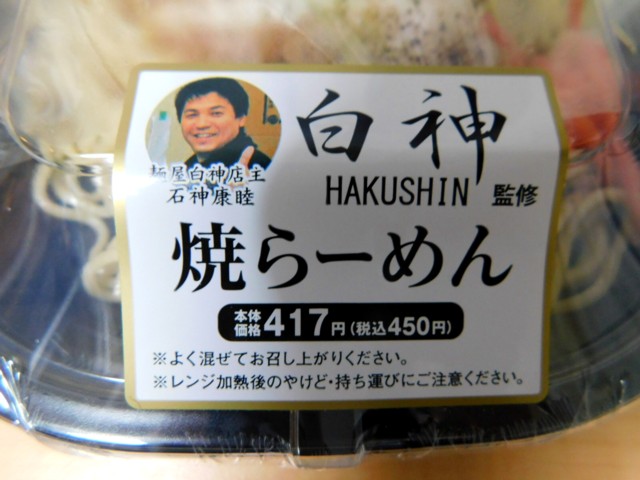 白神
HAKUSHIN 監修
麺屋白神店主
石神康睦
焼らーめん
本体価格417円(税込450円)
※よく混ぜてお召し上がりください。
※レンジ加熱後のやけど・持ち運びにご注意ください。